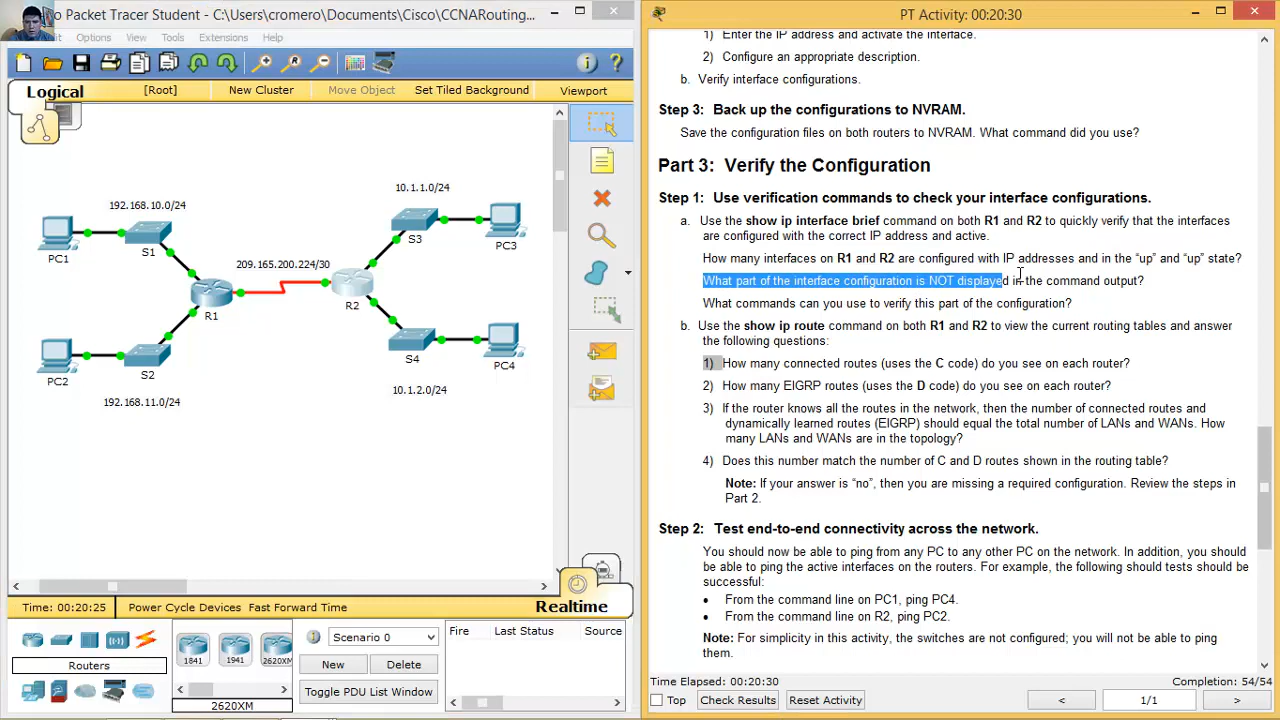 o Packet Tracer Student - C:\Users\cromero\Documents\Cisco\CCNARouting...
Options View Tools Extensions Help
Logical [Root] New Cluster Move Object Set Tiled Background Viewport
10.1.1.0/24
192.168.10.0/24
PC1
S1
S3
PC3
209.165.200.224/30
R1
R2
PC2
S2
S4
PC4
192.168.11.0/24
10.1.2.0/24
Realtime
Time: 00:20:25 Power Cycle Devices Fast Forward Time
Scenario 0
Fire Last Status Source
1841 1941 2620XM
Routers
New Delete
Toggle PDU List Window
2620XM
PT Activity: 00:20:30
1) Enter the IP address and activate the interface.
2) Configure an appropriate description.
b. Verify interface configurations.
Step 3: Back up the configurations to NVRAM.
Save the configuration files on both routers to NVRAM. What command did you use?
Part 3: Verify the Configuration
Step 1: Use verification commands to check your interface configurations.
a. Use the show ip interface brief command on both R1 and R2 to quickly verify that the interfaces
are configured with the correct IP address and active.
How many interfaces on R1 and R2 are configured with IP addresses and in the “up” and “up” state?
What part of the interface configuration is NOT displayed in the command output?
What commands can you use to verify this part of the configuration?
b. Use the show ip route command on both R1 and R2 to view the current routing tables and answer
the following questions:
1) How many connected routes (uses the C code) do you see on each router?
2) How many EIGRP routes (uses the D code) do you see on each router?
3) If the router knows all the routes in the network, then the number of connected routes and
dynamically learned routes (EIGRP) should equal the total number of LANs and WANs. How
many LANs and WANs are in the topology?
4) Does this number match the number of C and D routes shown in the routing table?
Note: If your answer is “no”, then you are missing a required configuration. Review the steps in
Part 2.
Step 2: Test end-to-end connectivity across the network.
You should now be able to ping from any PC to any other PC on the network. In addition, you should
be able to ping the active interfaces on the routers. For example, the following should tests should be
successful:
• From the command line on PC1, ping PC4.
• From the command line on R2, ping PC2.
Note: For simplicity in this activity, the switches are not configured; you will not be able to ping
them.
Time Elapsed: 00:20:30 Completion: 54/54
Top Check Results Reset Activity < 1/1 >